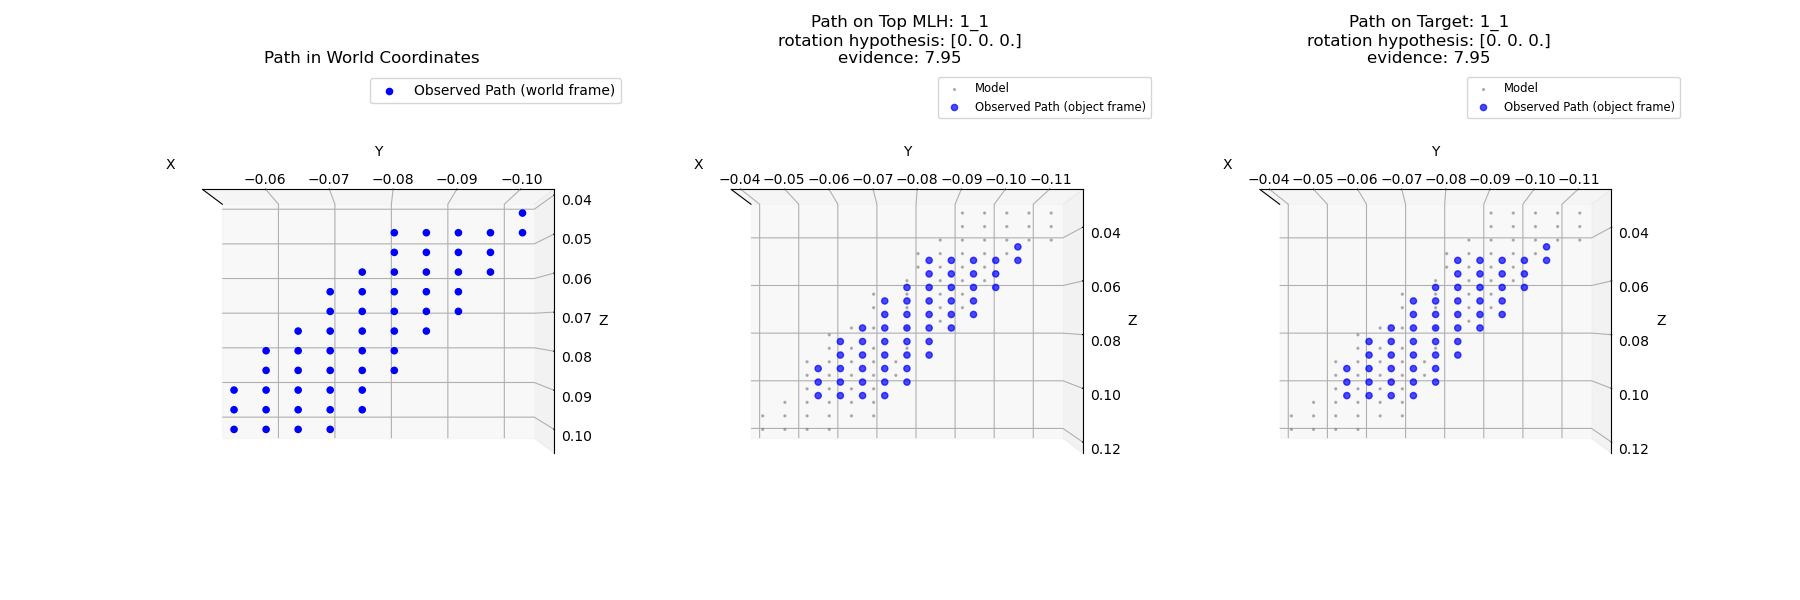 Path in World Coordinates
Observed Path (world frame)
X
Y
−0.06 −0.07 −0.08 −0.09 −0.10
0.04
0.05
0.06
0.07
Z
0.08
0.09
0.10
Path on Top MLH: 1_1
rotation hypothesis: [0. 0. 0.]
evidence: 7.95
Model
Observed Path (object frame)
X
Y
−0.04 −0.05 −0.06 −0.07 −0.08 −0.09 −0.10 −0.11
0.04
0.06
Z
0.08
0.10
0.12
Path on Target: 1_1
rotation hypothesis: [0. 0. 0.]
evidence: 7.95
Model
Observed Path (object frame)
X
Y
−0.04 −0.05 −0.06 −0.07 −0.08 −0.09 −0.10 −0.11
0.04
0.06
Z
0.08
0.10
0.12